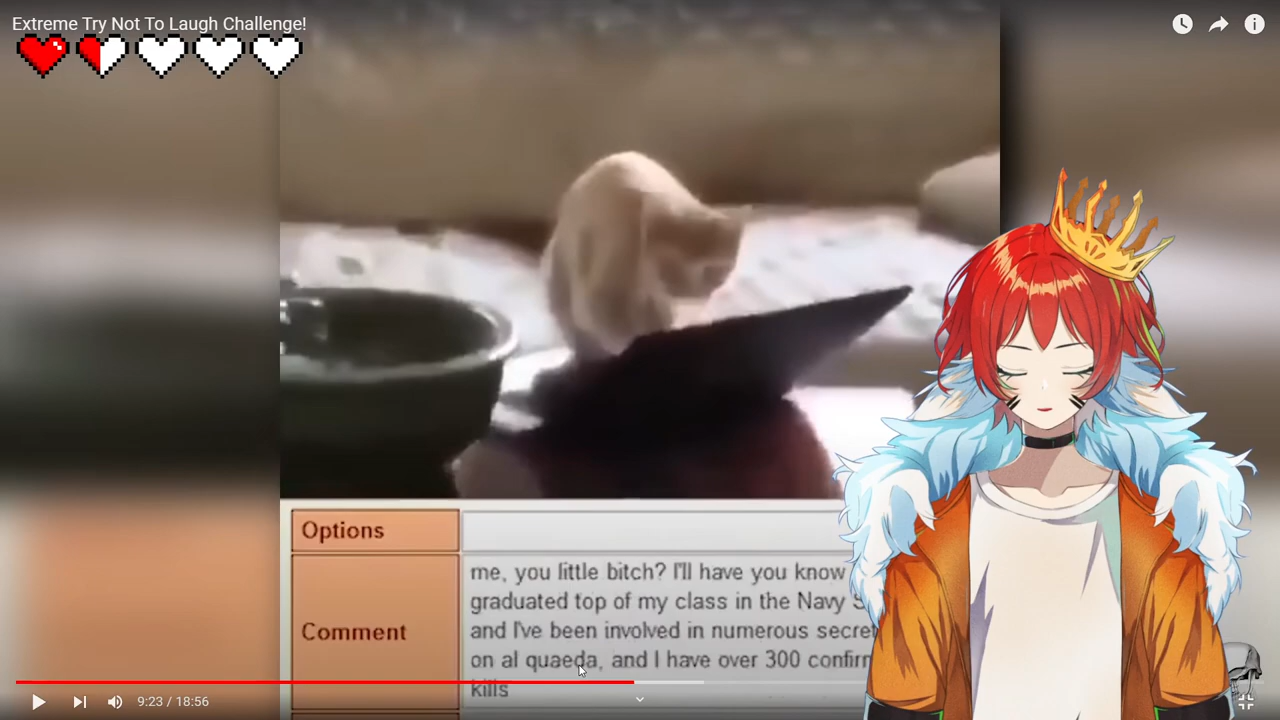 Extreme Try Not To Laugh Challenge!
Options
Comment
me, you little bitch? I'll have you know
graduated top of my class in the Navy S
and I've been involved in numerous secret
on al quaeda, and I have over 300 confirm
kills
9:23 / 18:56